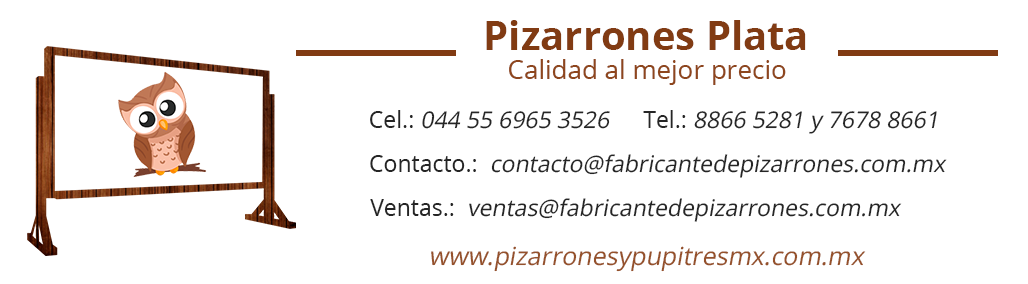 Pizarrones Plata
Calidad al mejor precio
Cel.: 044 55 6965 3526 Tel.: 8866 5281 y 7678 8661
Contacto.: contacto@fabricantedepizarrones.com.mx
Ventas.: ventas@fabricantedepizarrones.com.mx
www.pizarronesypupitresmx.com.mx